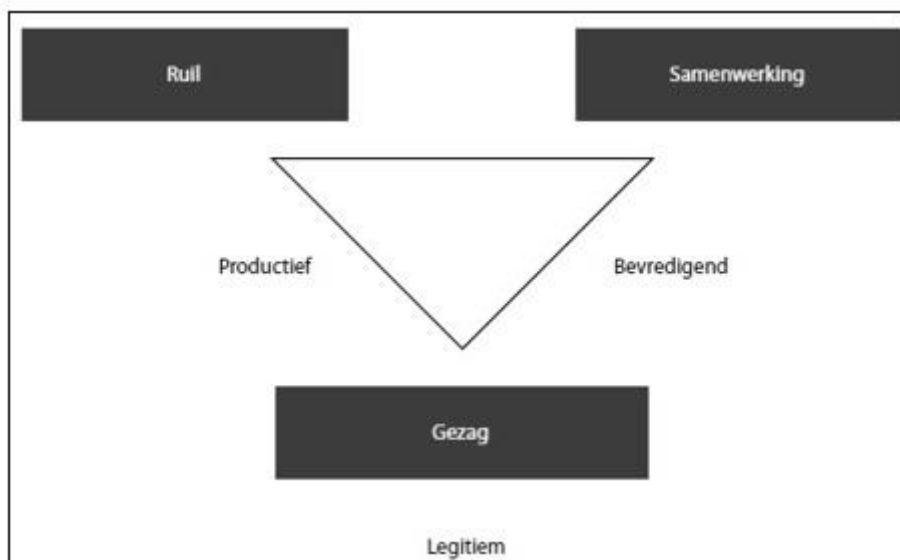 Ruil
Samenwerking
Productief
Bevredigend
Gezag
Legitiem